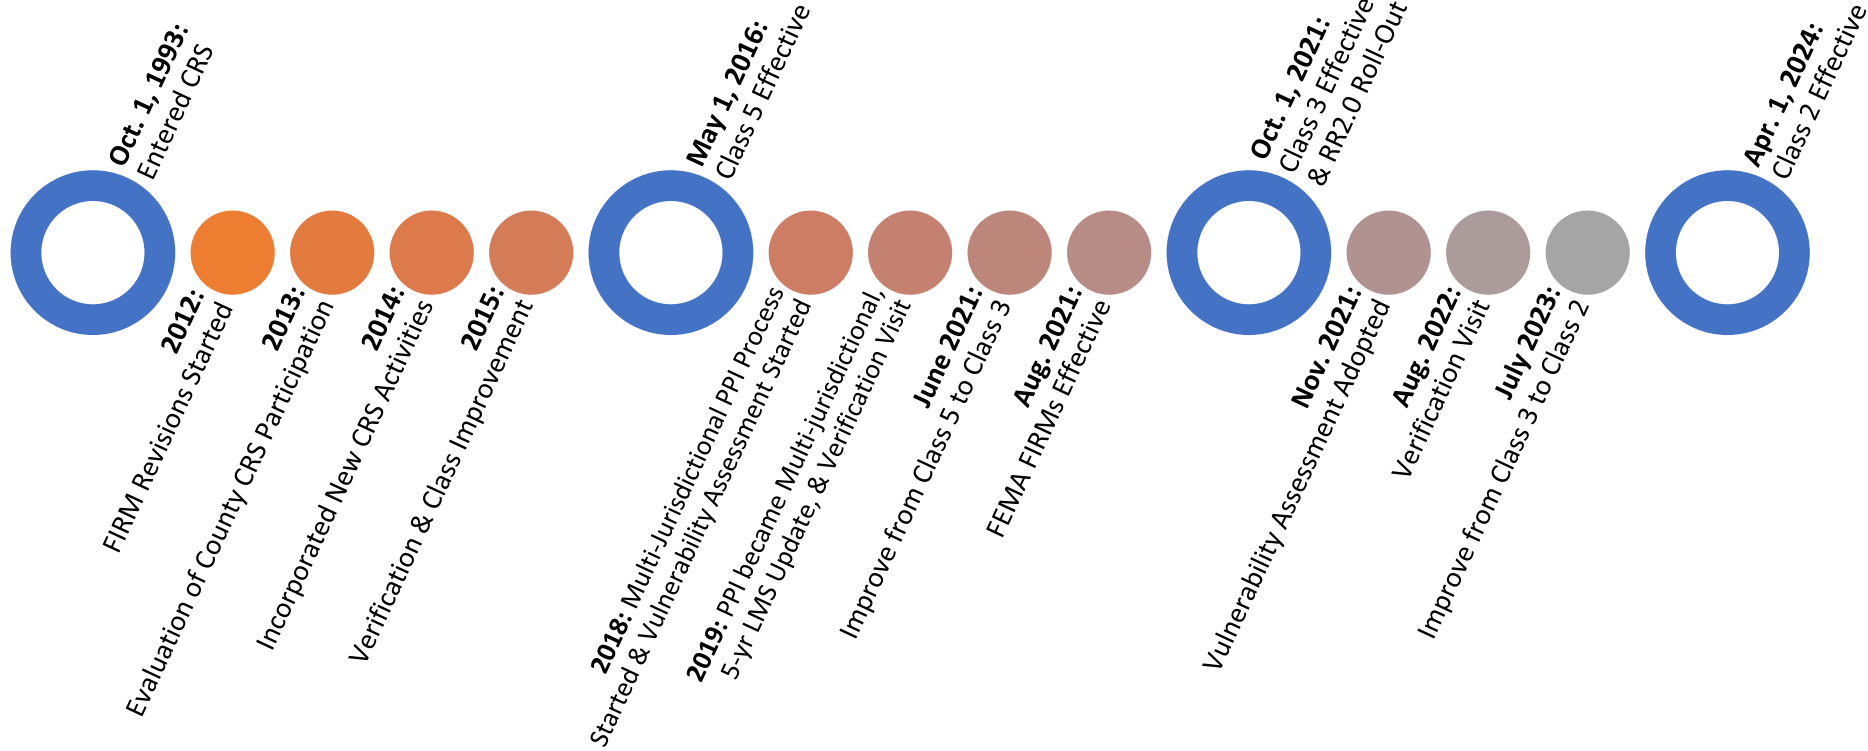 Oct. 1, 1993:
Entered CRS
2012:
FIRM Revisions Started
2013:
Evaluation of County CRS Participation
2014:
Incorporated New CRS Activities
2015:
Verification & Class Improvement
May 1, 2016:
Class 5 Effective
2018: Multi-Jurisdictional PPI Process
Started & Vulnerability Assessment Started
2019: PPI became Multi-jurisdictional,
5-yr LMS Update, & Verification Visit
June 2021:
Improve from Class 5 to Class 3
Aug. 2021:
FEMA FIRMs Effective
Oct. 1, 2021:
Class 3 Effective
& RR2.0 Roll-Out
Nov. 2021:
Vulnerability Assessment Adopted
Aug. 2022:
Verification Visit
July 2023:
Improve from Class 3 to Class 2
Apr. 1, 2024:
Class 2 Effective